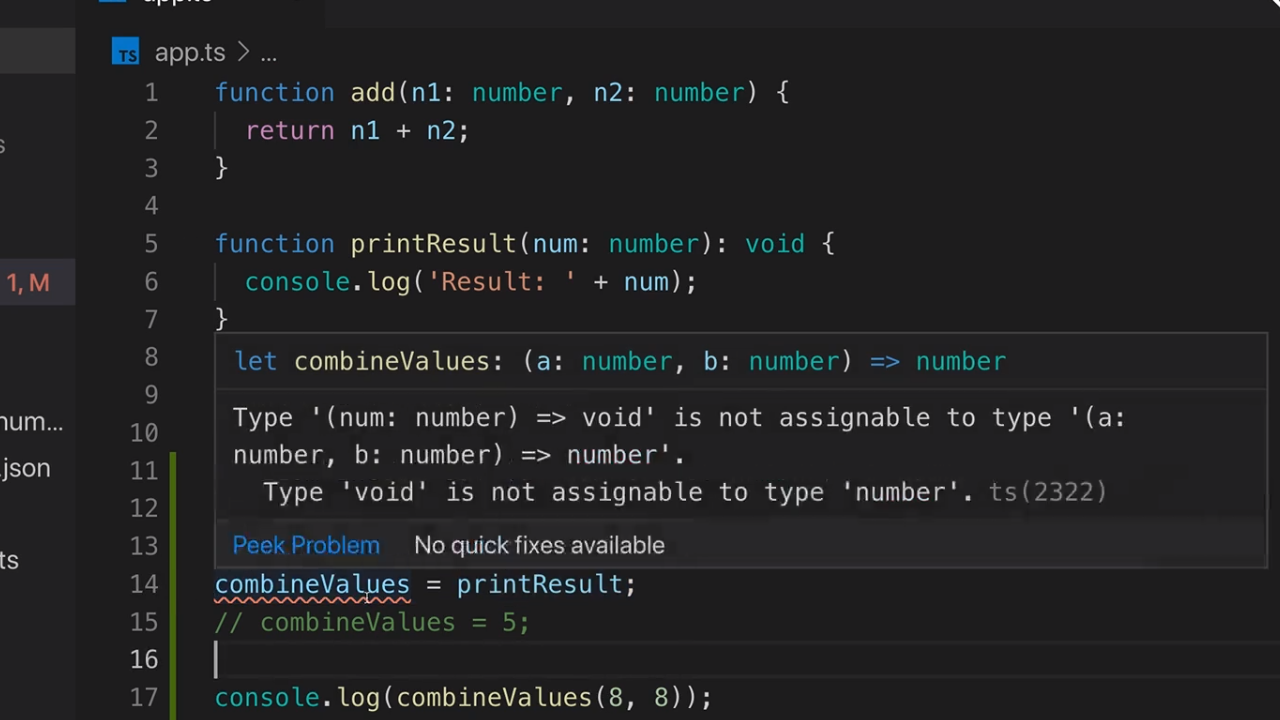 app.ts
TS app.ts > ...
1 function add(n1: number, n2: number) {
2 return n1 + n2;
3 }
4
5 function printResult(num: number): void {
6 console.log('Result: ' + num);
7 }
8 let combineValues: (a: number, b: number) => number
9
Type '(num: number) => void' is not assignable to type '(a:
10
number, b: number) => number'.
11
Type 'void' is not assignable to type 'number'. ts(2322)
12
13 Peek Problem No quick fixes available
14 combineValues = printResult;
15 // combineValues = 5;
16
17 console.log(combineValues(8, 8));
s
1, M
num...
.json
ts